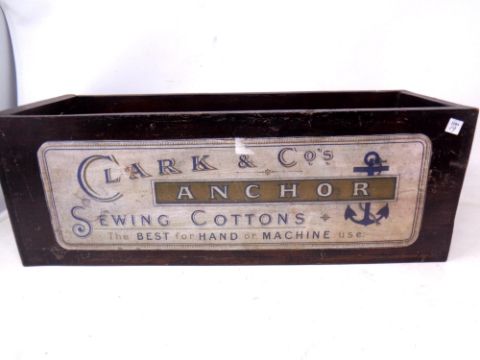 CLARK & CO'S
ANCHOR
SEWING COTTONS
The BEST for HAND or MACHINE use.